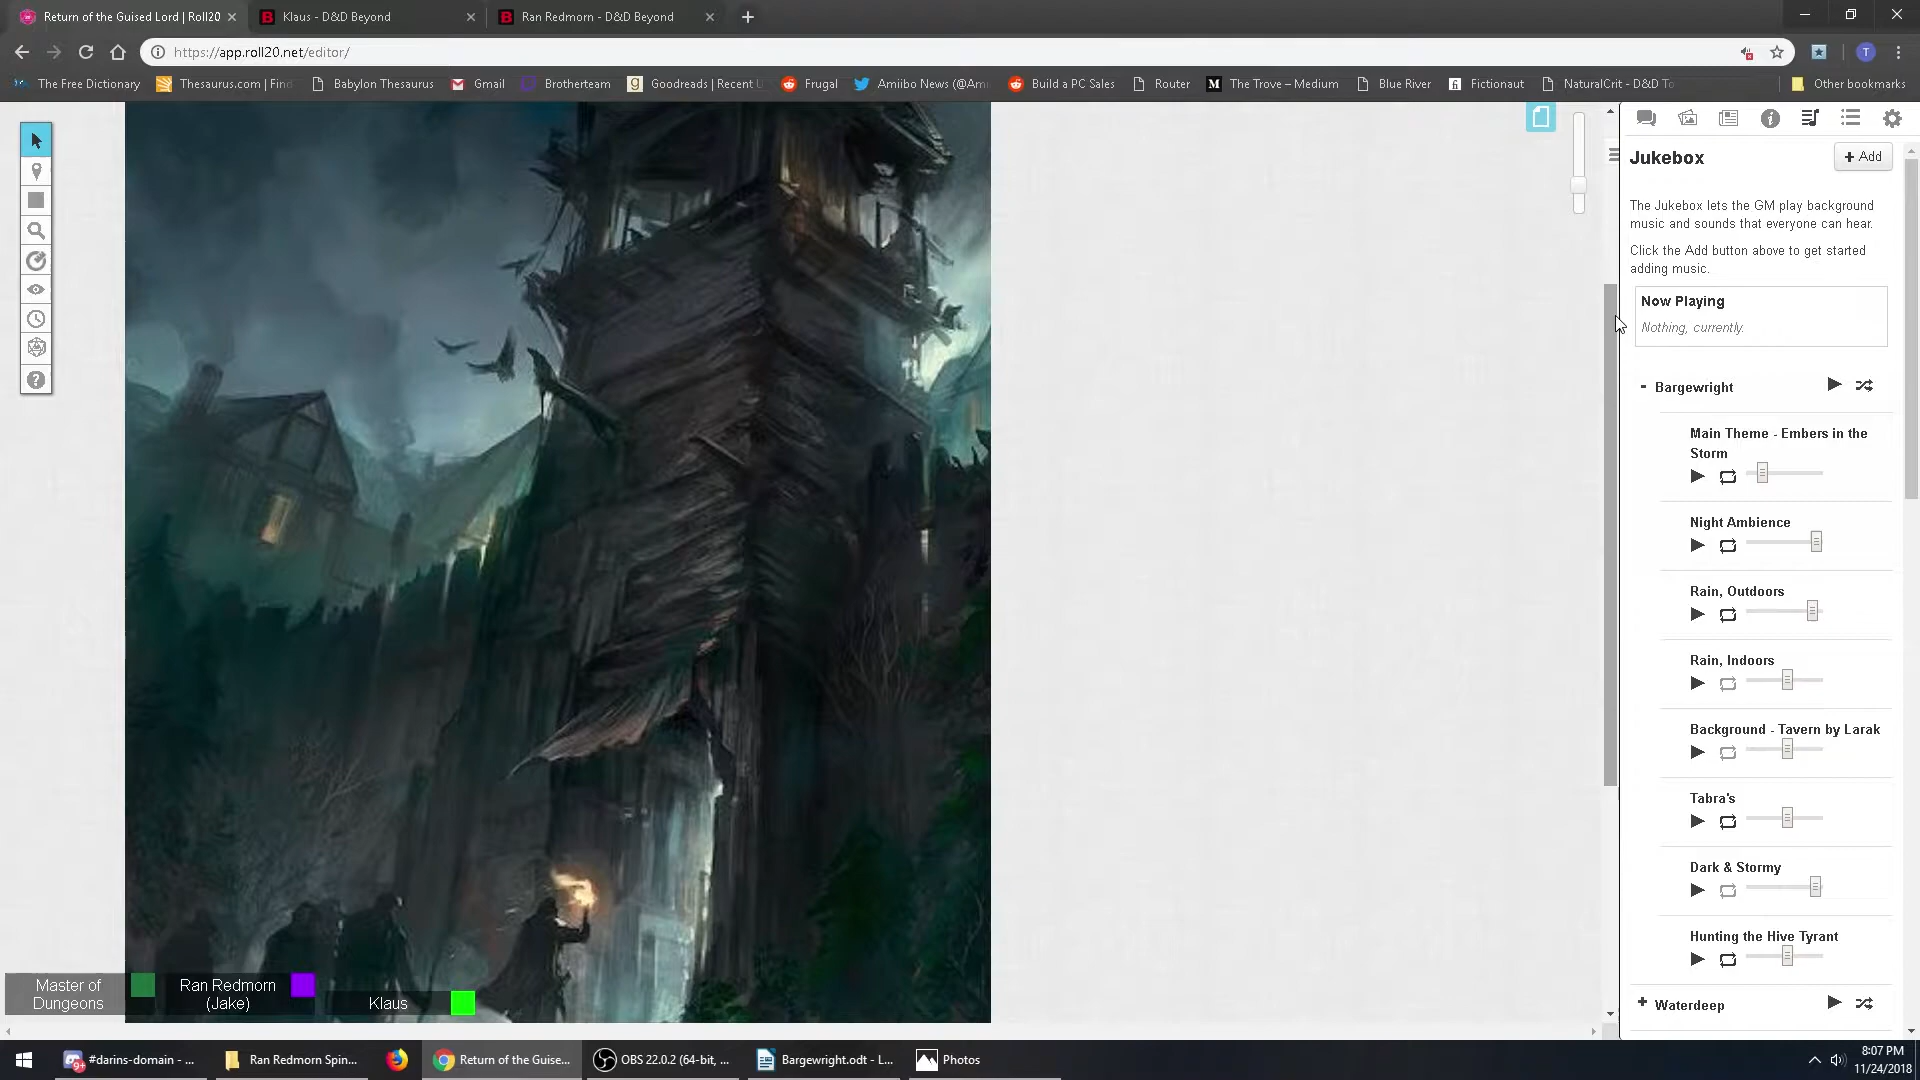 Return of the Guised Lord | Roll20
Klaus - D&D Beyond
Ran Redmorn - D&D Beyond
https://app.roll20.net/editor/
The Free Dictionary
Thesaurus.com | Find
Babylon Thesaurus
Gmail
Brotherteam
Goodreads | Recent U
Frugal
Amiibo News (@Am
Build a PC Sales
Router
The Trove – Medium
Blue River
Fictionaut
NaturalCrit - D&D To
Other bookmarks
Jukebox
+ Add
The Jukebox lets the GM play background
music and sounds that everyone can hear.
Click the Add button above to get started
adding music.
Now Playing
Nothing, currently.
- Bargewright
Main Theme - Embers in the
Storm
Night Ambience
Rain, Outdoors
Rain, Indoors
Background - Tavern by Larak
Tabra's
Dark & Stormy
Hunting the Hive Tyrant
+ Waterdeep
Master of
Dungeons
Ran Redmorn
(Jake)
Klaus
#darins-domain - ...
Ran Redmorn Spin...
Return of the Guise...
OBS 22.0.2 (64-bit, ...
Bargewright.odt - L...
Photos
8:07 PM
11/24/2018